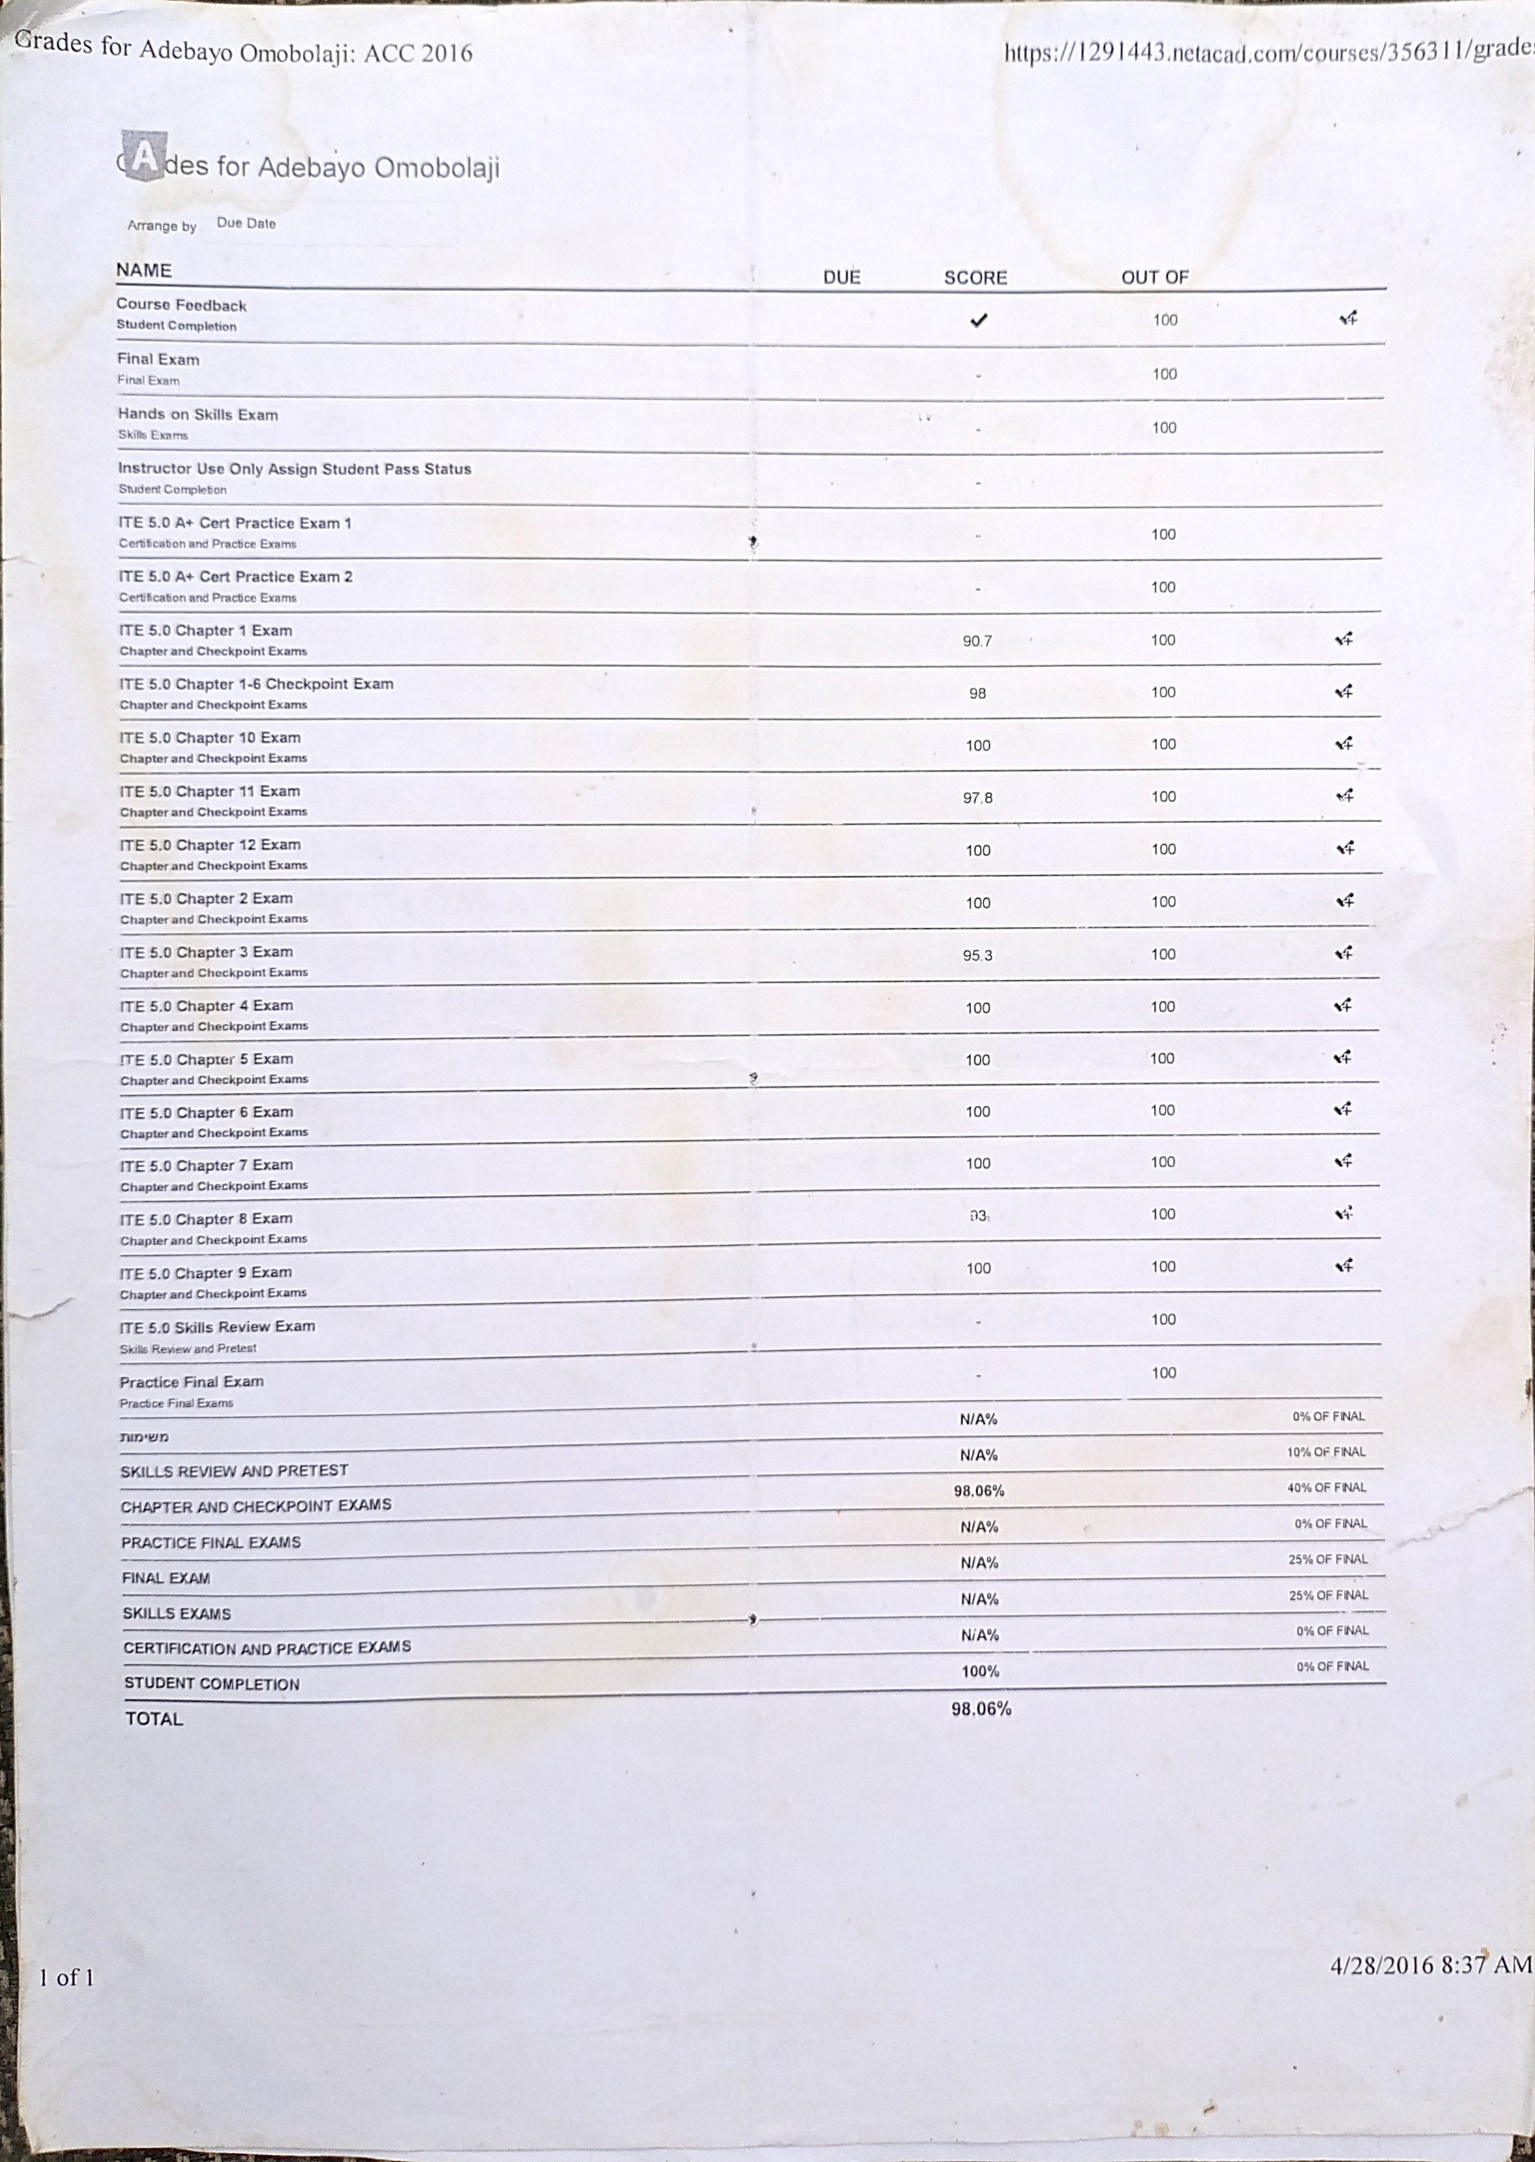 Grades for Adebayo Omobolaji: ACC 2016 https://1291443.netacad.com/courses/356311/grade
A
des for Adebayo Omobolaji
Arrange by Due Date
NAME DUE SCORE OUT OF
Course Feedback
Student Completion ✓ 100
Final Exam
Final Exam - 100
Hands on Skills Exam
Skills Exams - 100
Instructor Use Only Assign Student Pass Status
Student Completion -
ITE 5.0 A+ Cert Practice Exam 1
Certification and Practice Exams - 100
ITE 5.0 A+ Cert Practice Exam 2
Certification and Practice Exams - 100
ITE 5.0 Chapter 1 Exam
Chapter and Checkpoint Exams 90.7 100
ITE 5.0 Chapter 1-6 Checkpoint Exam
Chapter and Checkpoint Exams 98 100
ITE 5.0 Chapter 10 Exam
Chapter and Checkpoint Exams 100 100
ITE 5.0 Chapter 11 Exam
Chapter and Checkpoint Exams 97.8 100
ITE 5.0 Chapter 12 Exam
Chapter and Checkpoint Exams 100 100
ITE 5.0 Chapter 2 Exam
Chapter and Checkpoint Exams 100 100
ITE 5.0 Chapter 3 Exam
Chapter and Checkpoint Exams 95.3 100
ITE 5.0 Chapter 4 Exam
Chapter and Checkpoint Exams 100 100
ITE 5.0 Chapter 5 Exam
Chapter and Checkpoint Exams 100 100
ITE 5.0 Chapter 6 Exam
Chapter and Checkpoint Exams 100 100
ITE 5.0 Chapter 7 Exam
Chapter and Checkpoint Exams 100 100
ITE 5.0 Chapter 8 Exam
Chapter and Checkpoint Exams 100
ITE 5.0 Chapter 9 Exam
Chapter and Checkpoint Exams 100 100
ITE 5.0 Skills Review Exam
Skills Review and Pretest - 100
Practice Final Exam
Practice Final Exams - 100
משימות N/A% 0% OF FINAL
SKILLS REVIEW AND PRETEST N/A% 10% OF FINAL
CHAPTER AND CHECKPOINT EXAMS 98.06% 40% OF FINAL
PRACTICE FINAL EXAMS N/A% 0% OF FINAL
FINAL EXAM N/A% 25% OF FINAL
SKILLS EXAMS N/A% 25% OF FINAL
CERTIFICATION AND PRACTICE EXAMS N/A% 0% OF FINAL
STUDENT COMPLETION 100% 0% OF FINAL
TOTAL 98.06%
1 of 1 4/28/2016 8:37 AM